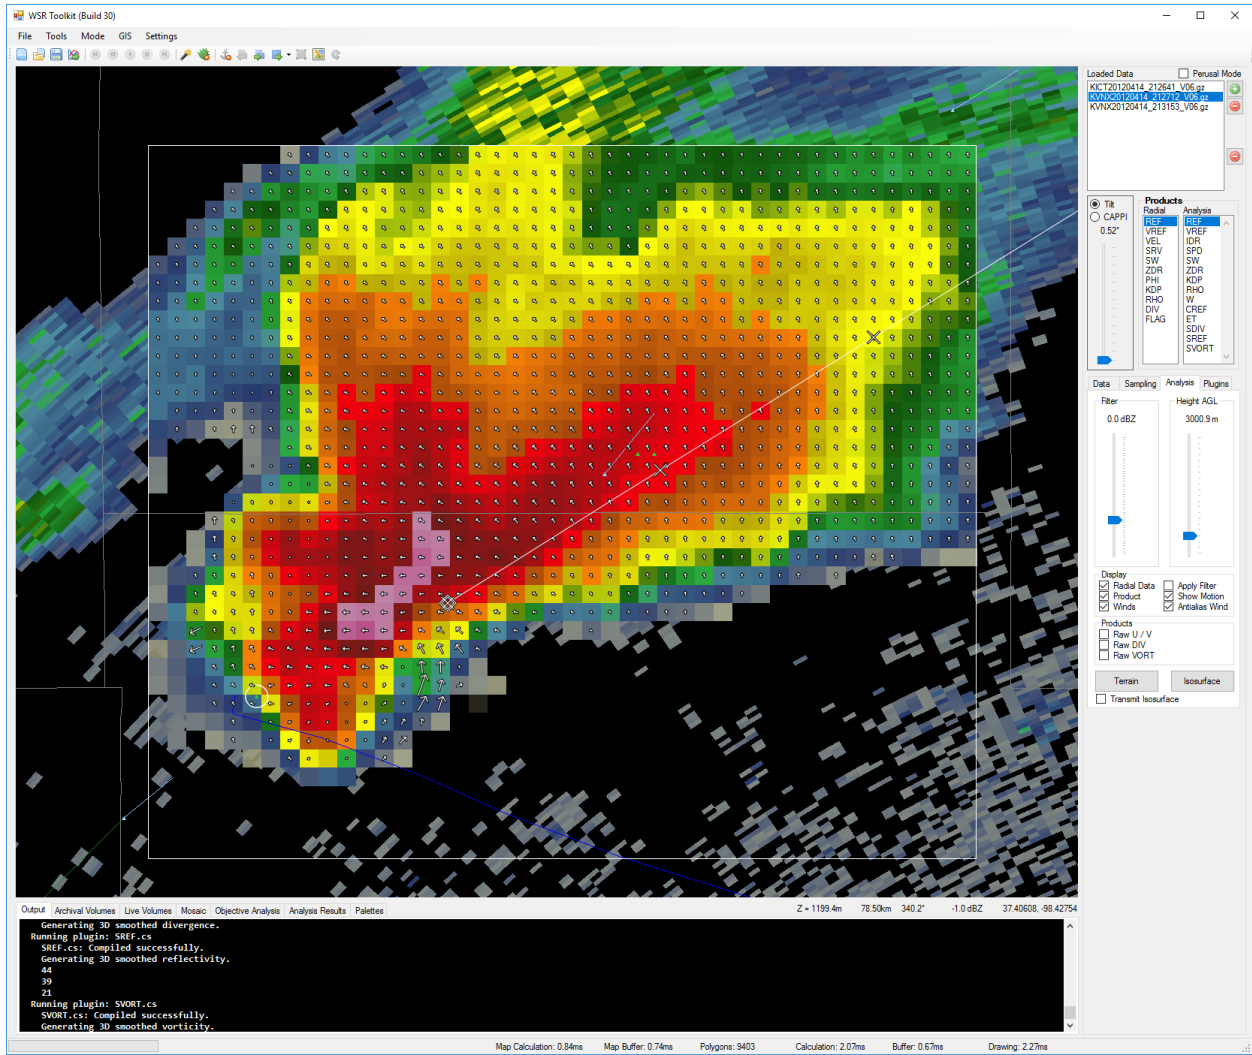 WSR Toolkit (Build 30)
File Tools Mode GIS Settings
Loaded Data Perusal Mode
KICT20120414_212641_V06.gz
KVNX20120414_212712_V06.gz
KVNX20120414_213153_V06.gz
Tilt
CAPPI
0.52°
Products
Radial Analysis
REF REF
VREF VREF
VEL IDR
SRV SPD
SW SW
ZDR ZDR
PHI KDP
KDP RHO
RHO W
DIV CREF
FLAG ET
SDIV
SREF
SVORT
Data Sampling Analysis Plugins
Filter Height AGL
0.0 dBZ 3000.9 m
Display
Radial Data Apply Filter
Product Show Motion
Winds Antialias Wind
Products
Raw U / V
Raw DIV
Raw VORT
Terrain Isosurface
Transmit Isosurface
Output Archival Volumes Live Volumes Mosaic Objective Analysis Analysis Results Palettes Z = 1199.4m 78.50km 340.2° -1.0 dBZ 37.40608, -98.42754
Generating 3D smoothed divergence.
Running plugin: SREF.cs
SREF.cs: Compiled successfully.
Generating 3D smoothed reflectivity.
44
39
21
Running plugin: SVORT.cs
SVORT.cs: Compiled successfully.
Generating 3D smoothed vorticity.
Map Calculation: 0.84ms Map Buffer: 0.74ms Polygons: 9403 Calculation: 2.07ms Buffer: 0.67ms Drawing: 2.27ms